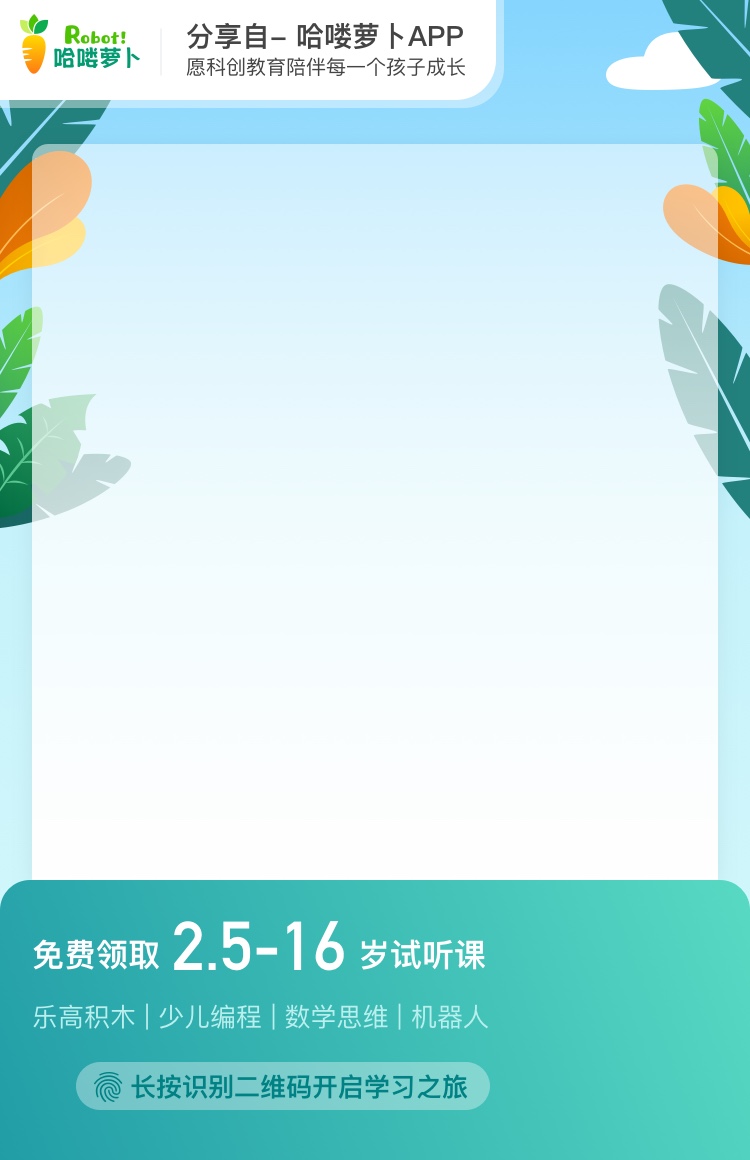 Robot!
哈喽萝卜
分享自– 哈喽萝卜APP
愿科创教育陪伴每一个孩子成长
免费领取 2.5-16 岁试听课
乐高积木 | 少儿编程 | 数学思维 | 机器人
长按识别二维码开启学习之旅